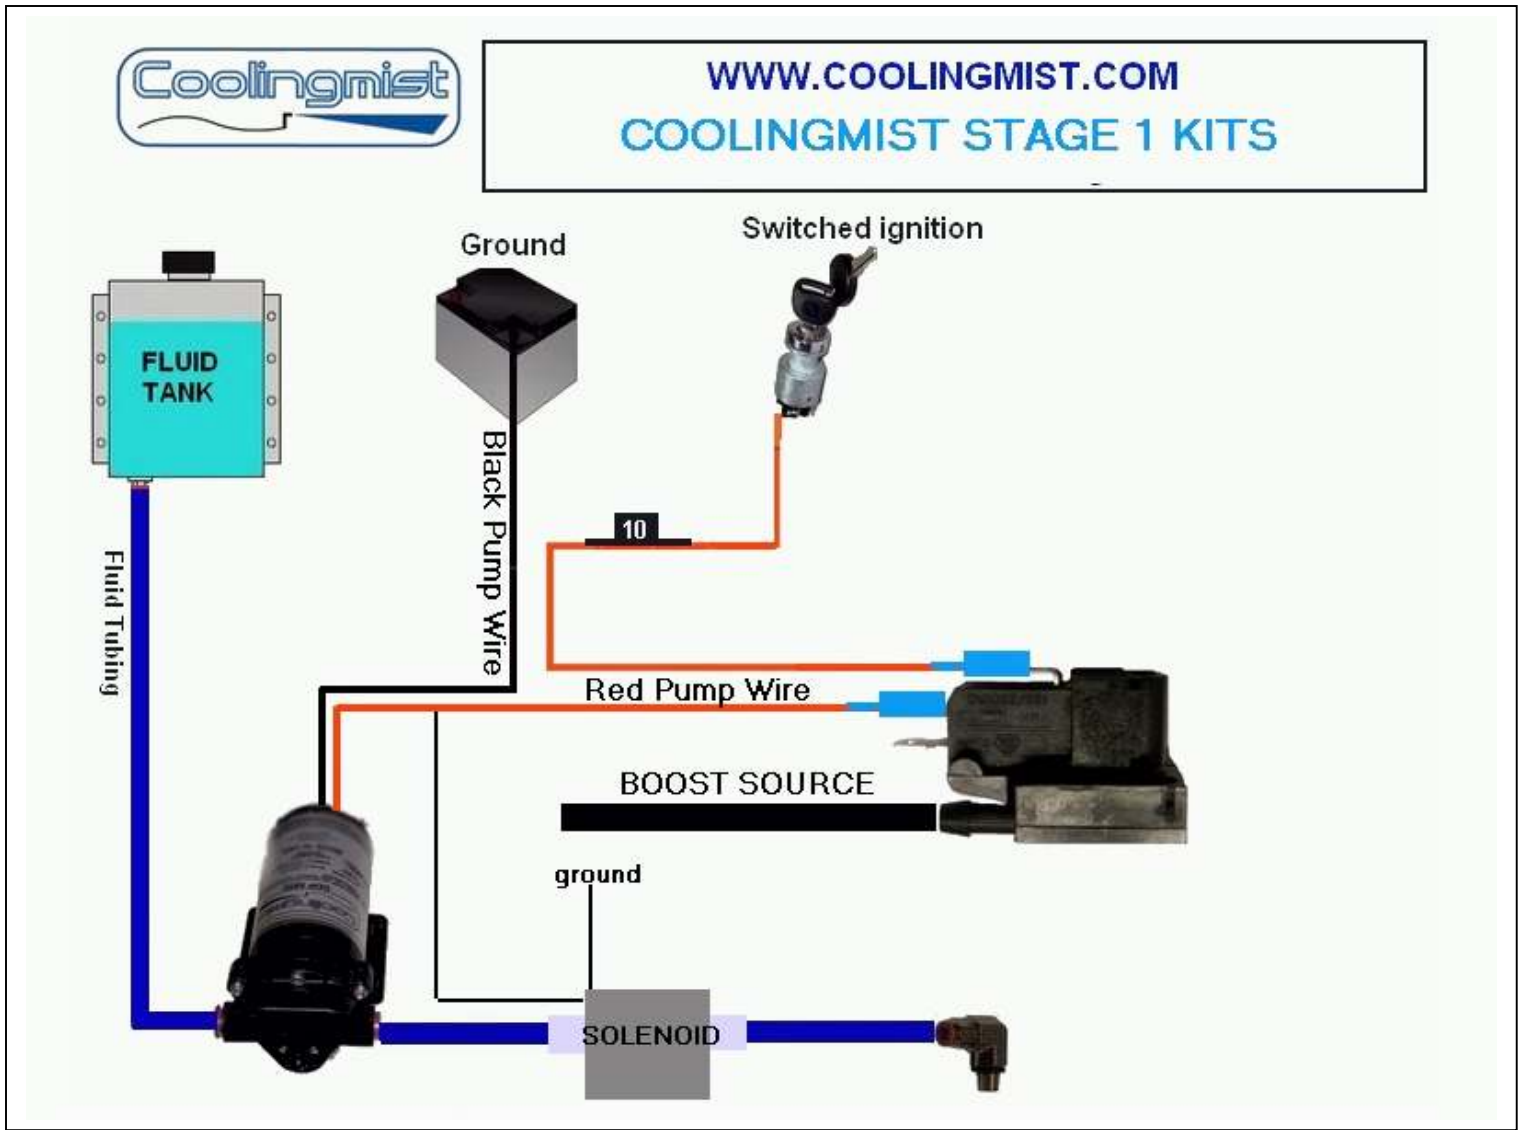 Coolingmist
WWW.COOLINGMIST.COM
COOLINGMIST STAGE 1 KITS
Ground
Switched ignition
FLUID
TANK
Black Pump Wire
10
Fluid Tubing
Red Pump Wire
BOOST SOURCE
ground
SOLENOID